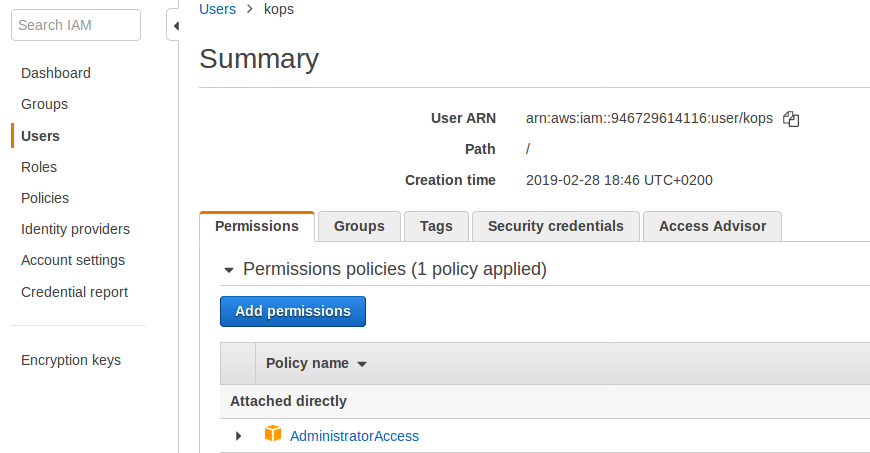 Search IAM
Dashboard
Groups
Users
Roles
Policies
Identity providers
Account settings
Credential report
Encryption keys
Users > kops
Summary
User ARN arn:aws:iam::946729614116:user/kops
Path /
Creation time 2019-02-28 18:46 UTC+0200
Permissions Groups Tags Security credentials Access Advisor
Permissions policies (1 policy applied)
Add permissions
Policy name
Attached directly
AdministratorAccess